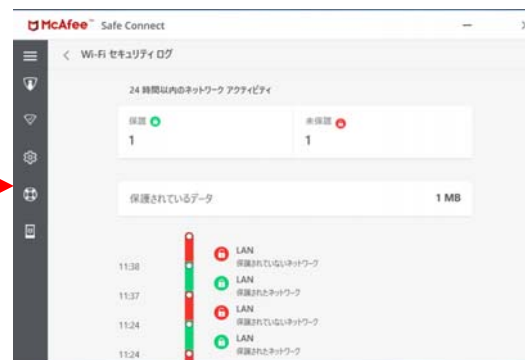 McAfee™ Safe Connect
Wi-Fi セキュリティ ログ
24 時間以内のネットワーク アクティビティ
保護
未保護
1
1
保護されているデータ
1 MB
LAN
保護されていないネットワーク
11:38
LAN
保護されたネットワーク
11:37
LAN
保護されていないネットワーク
11:24
LAN
保護されたネットワーク
11:24